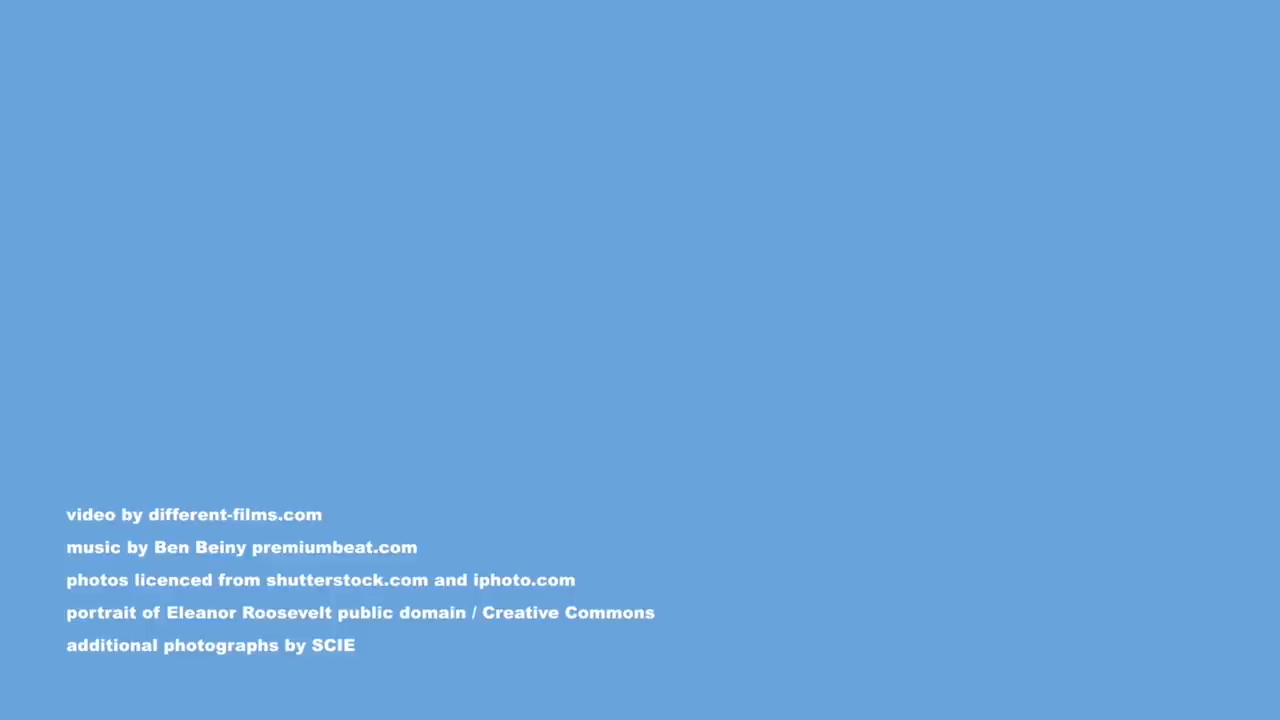 video by different-films.com
music by Ben Beiny premiumbeat.com
photos licenced from shutterstock.com and iphoto.com
portrait of Eleanor Roosevelt public domain / Creative Commons
additional photographs by SCIE